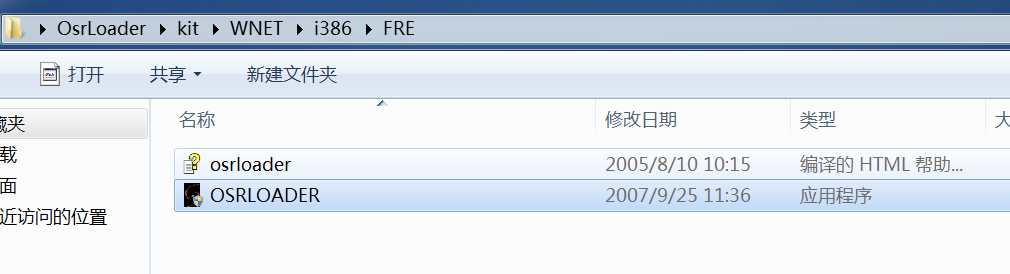 OsrLoader kit WNET i386 FRE
打开 共享 新建文件夹
名称 修改日期 类型
藏夹
载
osrloader 2005/8/10 10:15 编译的 HTML 帮助...
面
OSRLOADER 2007/9/25 11:36 应用程序
近访问的位置